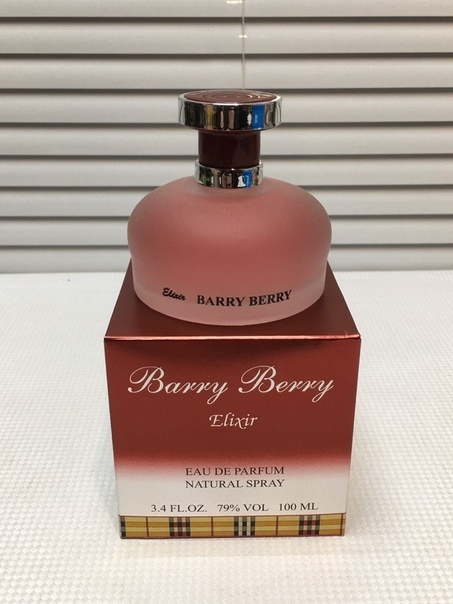 Elixir BARRY BERRY
Barry Berry
Elixir
EAU DE PARFUM
NATURAL SPRAY
3.4 FL.OZ. 79% VOL 100 ML